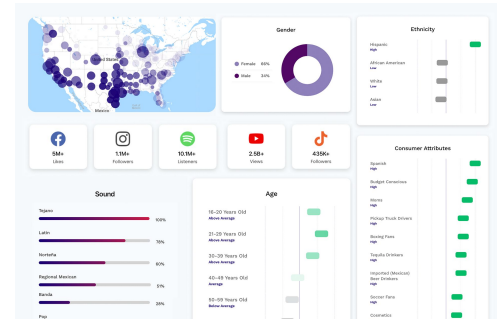 United States
Mexico
Gender
Female 66%
Male 34%
Ethnicity
Hispanic
High
African American
Low
White
Low
Asian
Low
5M+
Likes
1.1M+
Followers
10.1M+
Listeners
2.5B+
Views
435K+
Followers
Sound
Tejano
100%
Latin
78%
Norteña
60%
Regional Mexican
51%
Banda
28%
Pop
Age
16-20 Years Old
Above Average
21-29 Years Old
Above Average
30-39 Years Old
Above Average
40-49 Years Old
Average
50-59 Years Old
Below Average
Consumer Attributes
Spanish
High
Budget Conscious
High
Moms
High
Pickup Truck Drivers
High
Boxing Fans
High
Tequila Drinkers
High
Imported (Mexican)
Beer Drinkers
High
Soccer Fans
High
Cosmetics